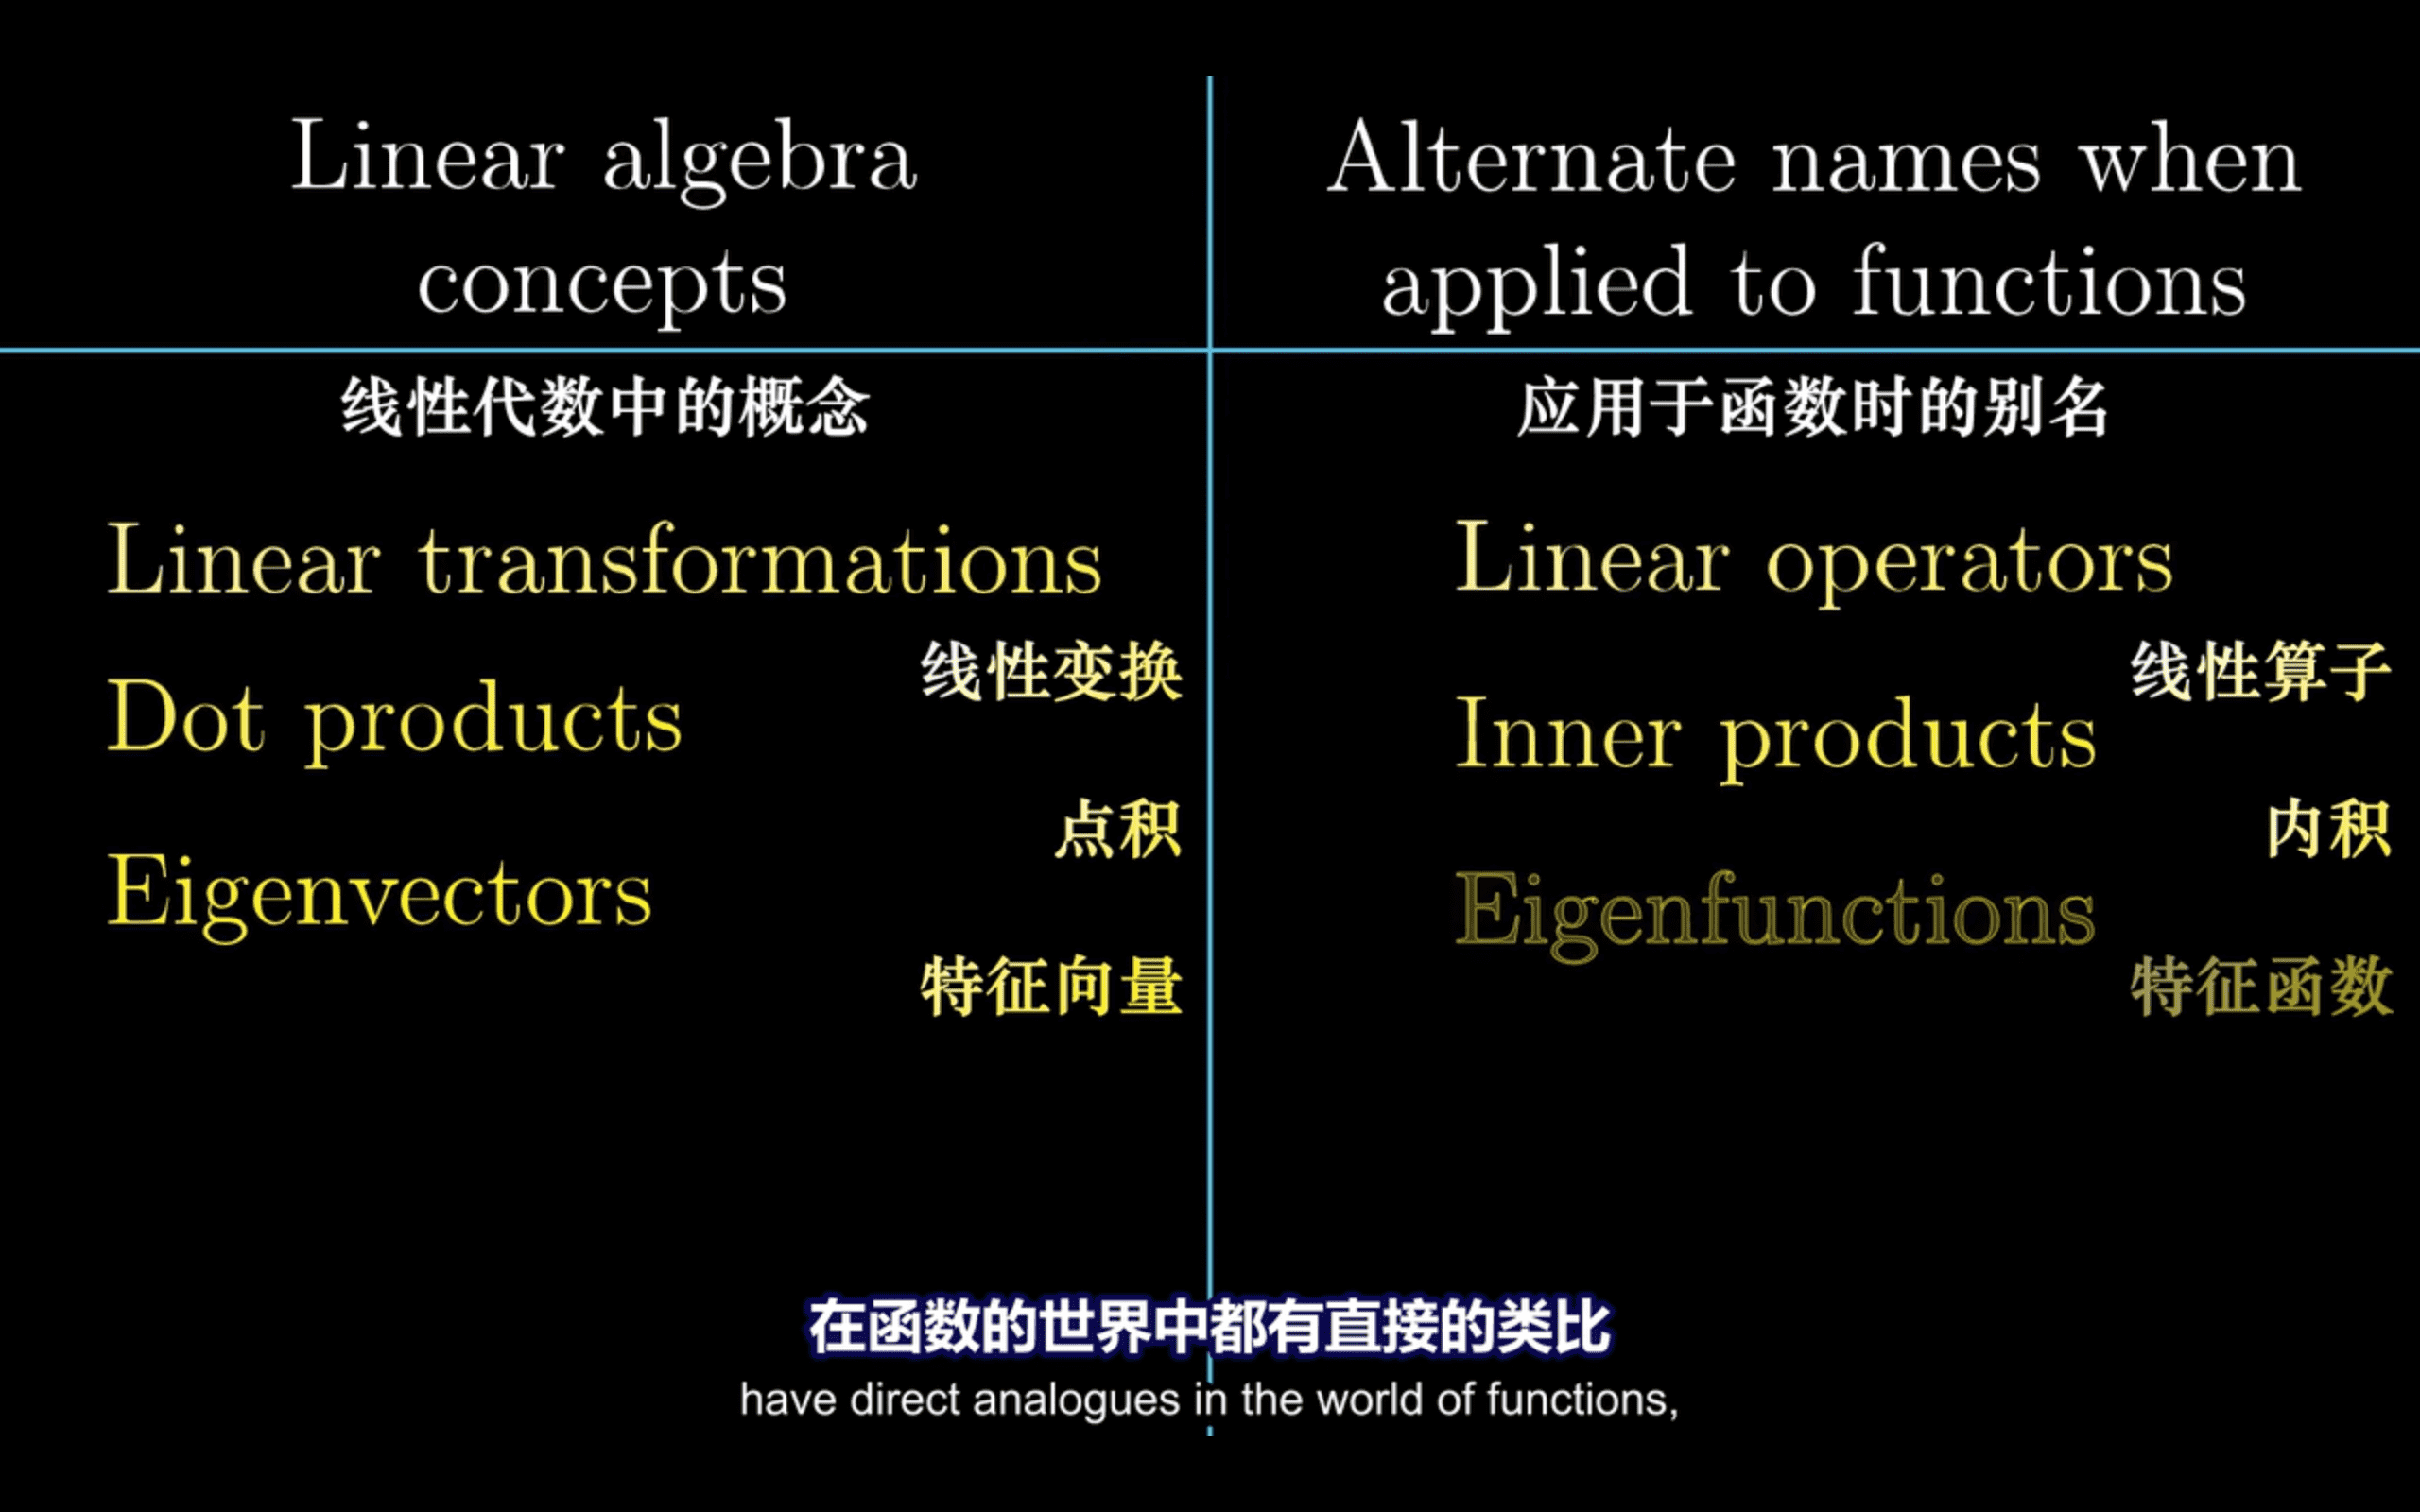 Linear algebra
concepts
线性代数中的概念
Linear transformations
线性变换
Dot products
点积
Eigenvectors
特征向量
Alternate names when
applied to functions
应用于函数时的别名
Linear operators
线性算子
Inner products
内积
Eigenfunctions
特征函数
在函数的世界中都有直接的类比
have direct analogues in the world of functions,